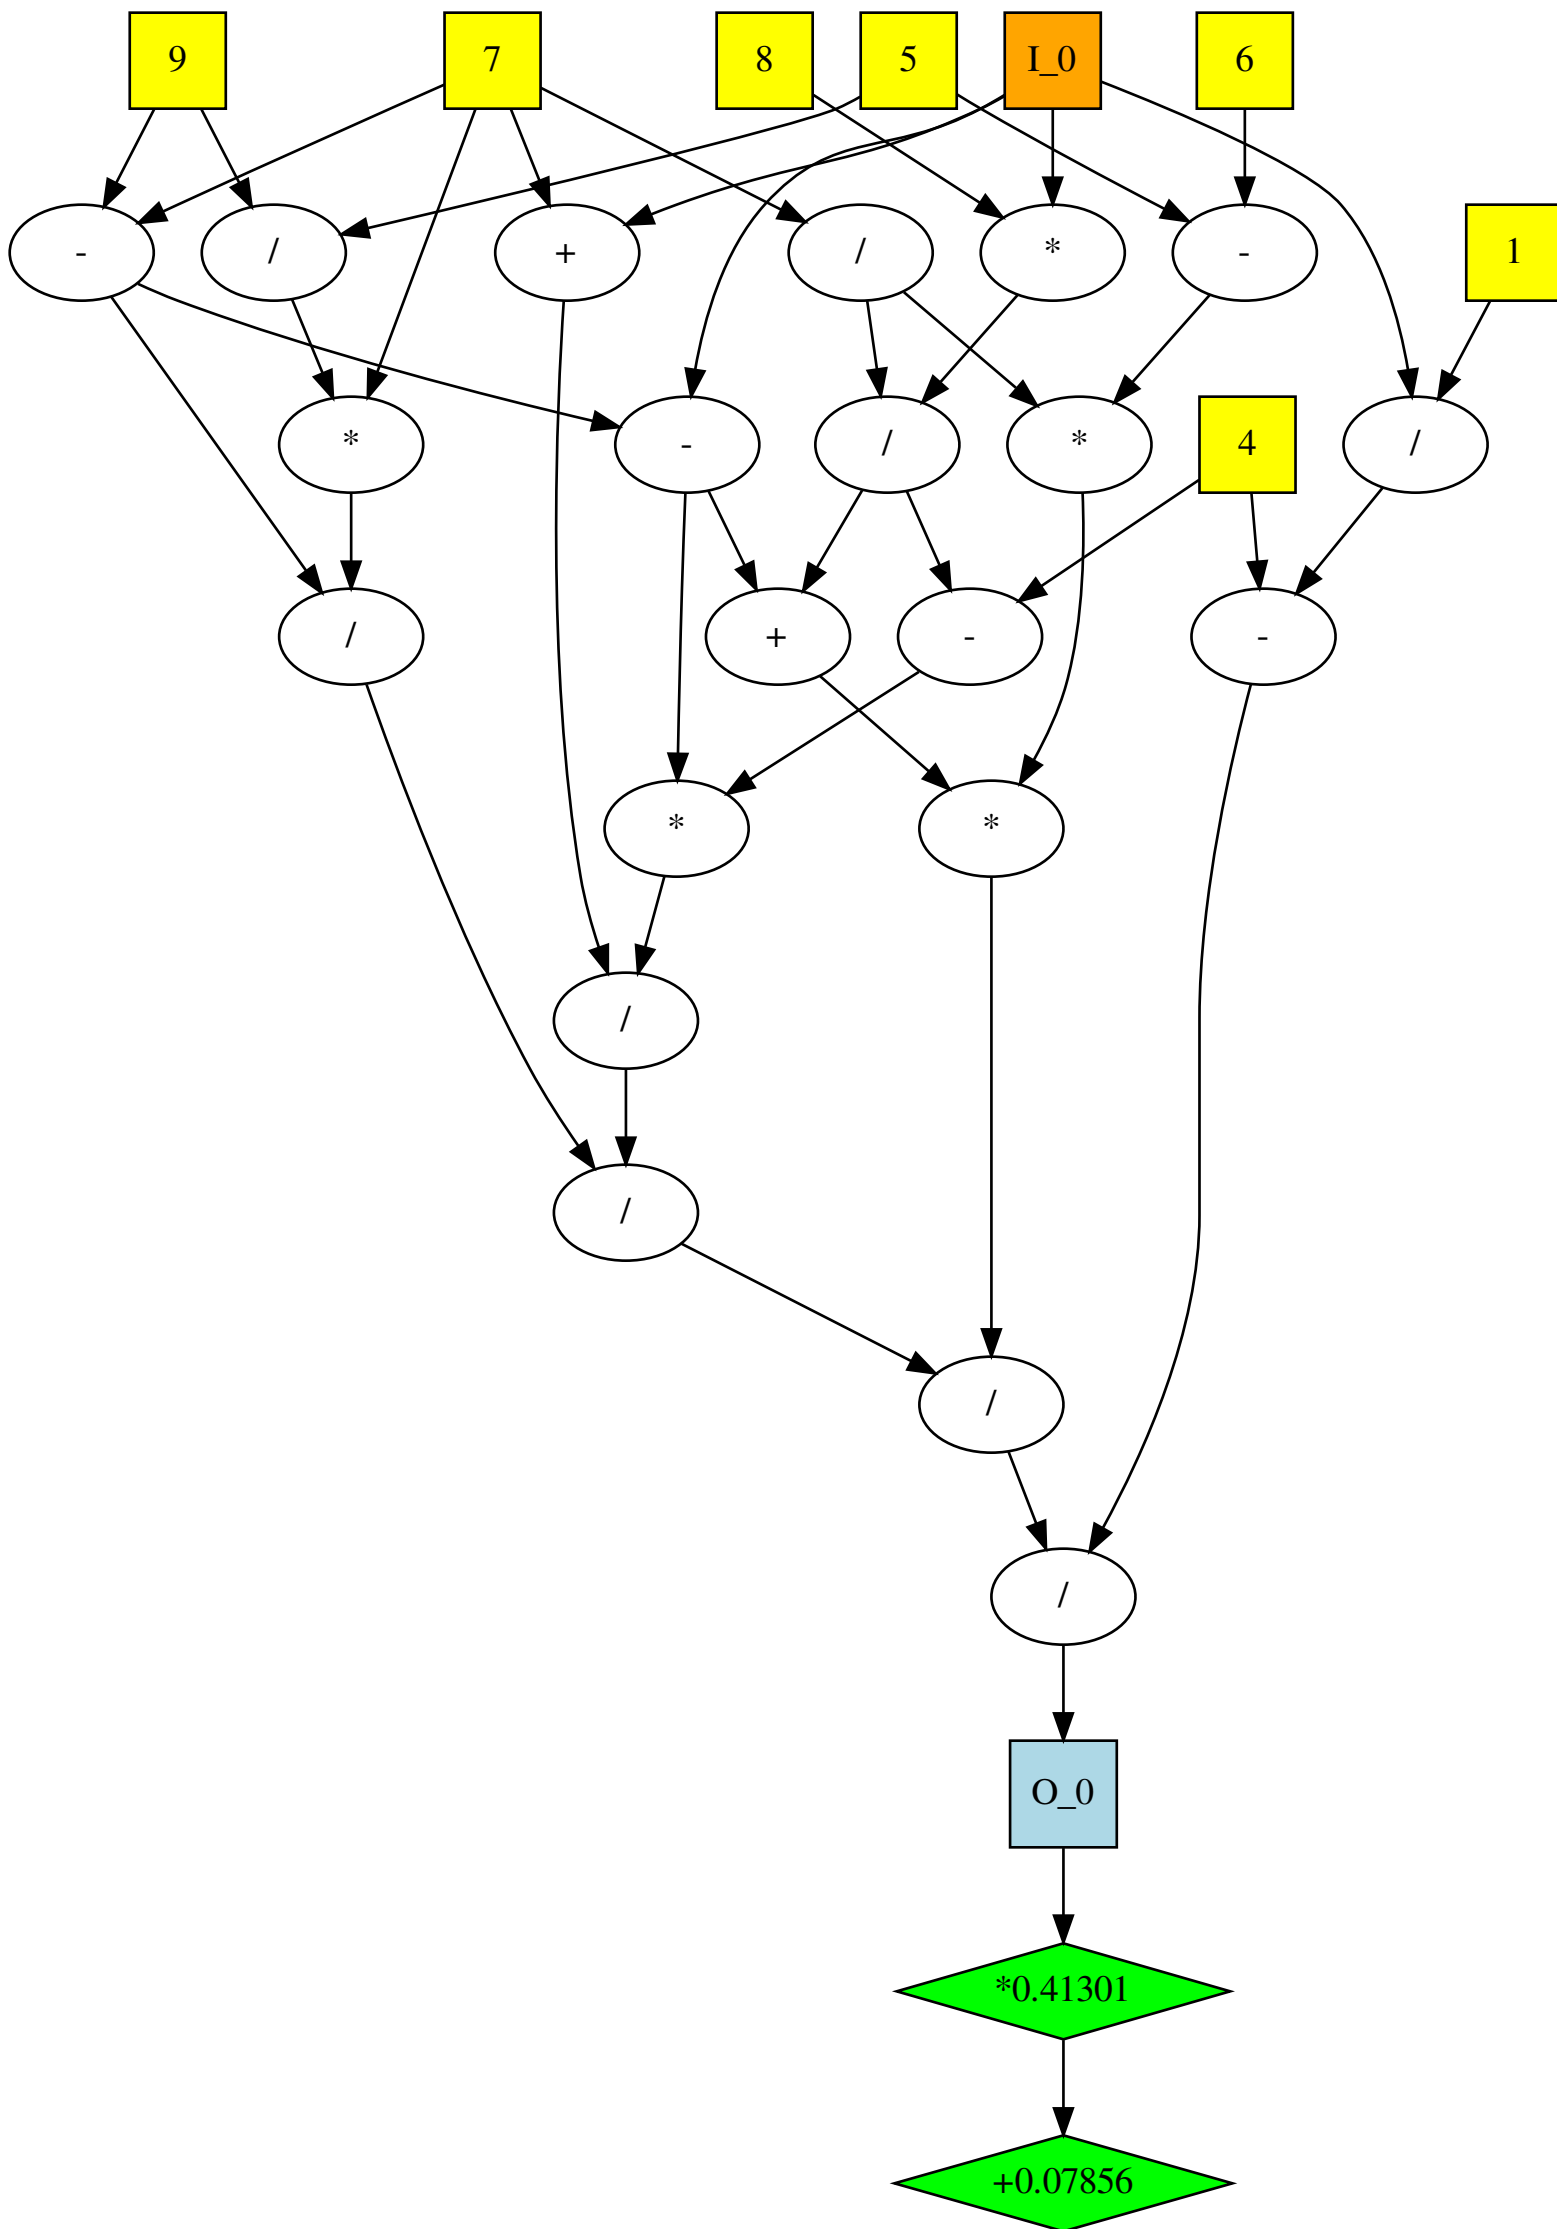 9 7 8 5 I_0 6
- / + / * - 1
* - / * 4 /
/ + - -
* *
/
/
/
/
O_0
*0.41301
+0.07856